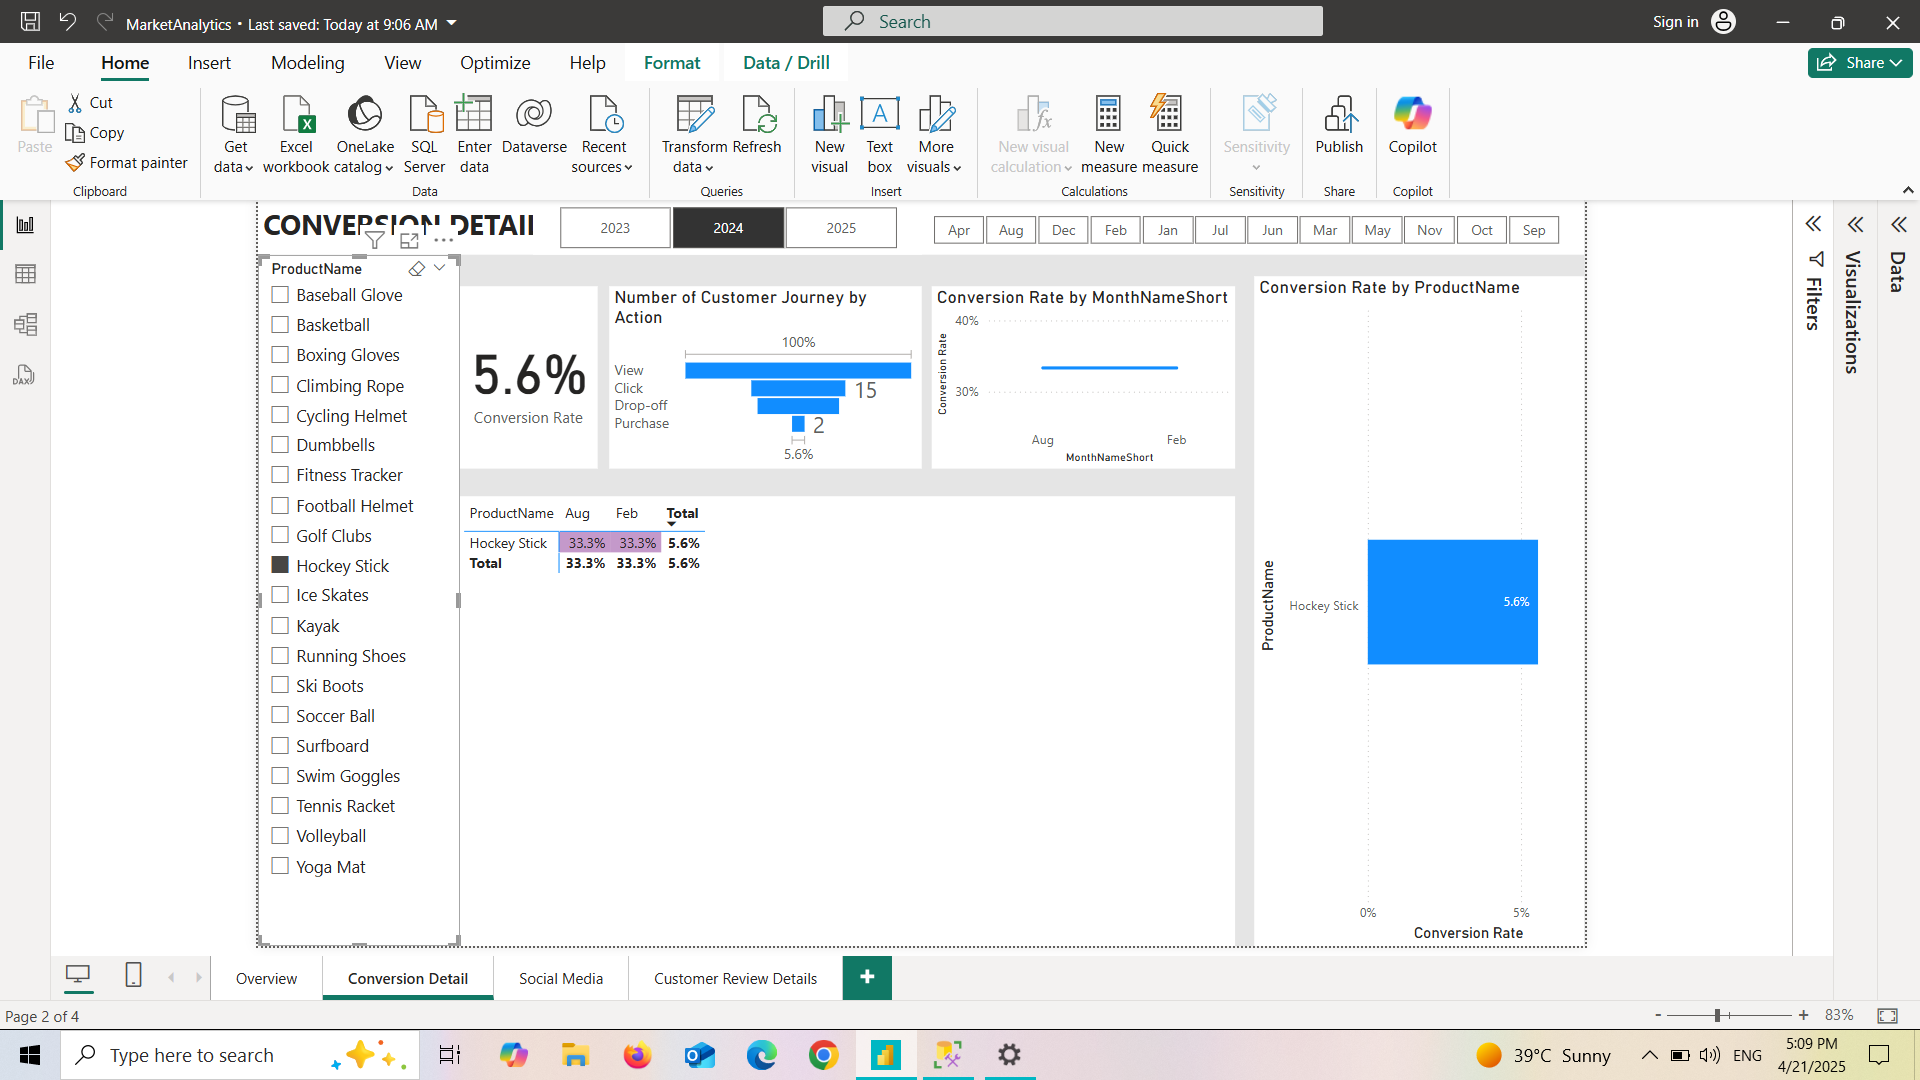 MarketAnalytics • Last saved: Today at 9:06 AM
Search
Sign in
File Home Insert Modeling View Optimize Help Format Data / Drill
Share
Paste
Cut
Copy
Format painter
Clipboard
Get data
Excel workbook
OneLake catalog
SQL Server
Enter data
Dataverse
Recent sources
Data
Transform data
Refresh
Queries
New visual
Text box
More visuals
Insert
New visual calculation
New measure
Quick measure
Calculations
Sensitivity
Sensitivity
Publish
Share
Copilot
Copilot
CONVERSION DETAIL
2023 2024 2025
Apr Aug Dec Feb Jan Jul Jun Mar May Nov Oct Sep
ProductName
Baseball Glove
Basketball
Boxing Gloves
Climbing Rope
Cycling Helmet
Dumbbells
Fitness Tracker
Football Helmet
Golf Clubs
Hockey Stick
Ice Skates
Kayak
Running Shoes
Ski Boots
Soccer Ball
Surfboard
Swim Goggles
Tennis Racket
Volleyball
Yoga Mat
5.6%
Conversion Rate
Number of Customer Journey by
Action
100%
View
Click 15
Drop-off
Purchase 2
5.6%
Conversion Rate by MonthNameShort
Conversion Rate
40%
30%
Aug Feb
MonthNameShort
ProductName Aug Feb Total
Hockey Stick 33.3% 33.3% 5.6%
Total 33.3% 33.3% 5.6%
Conversion Rate by ProductName
ProductName
Hockey Stick
5.6%
0% 5%
Conversion Rate
Filters
Visualizations
Data
DAX
Overview Conversion Detail Social Media Customer Review Details
Page 2 of 4
- + 83%
Type here to search
39°C Sunny
ENG
5:09 PM
4/21/2025